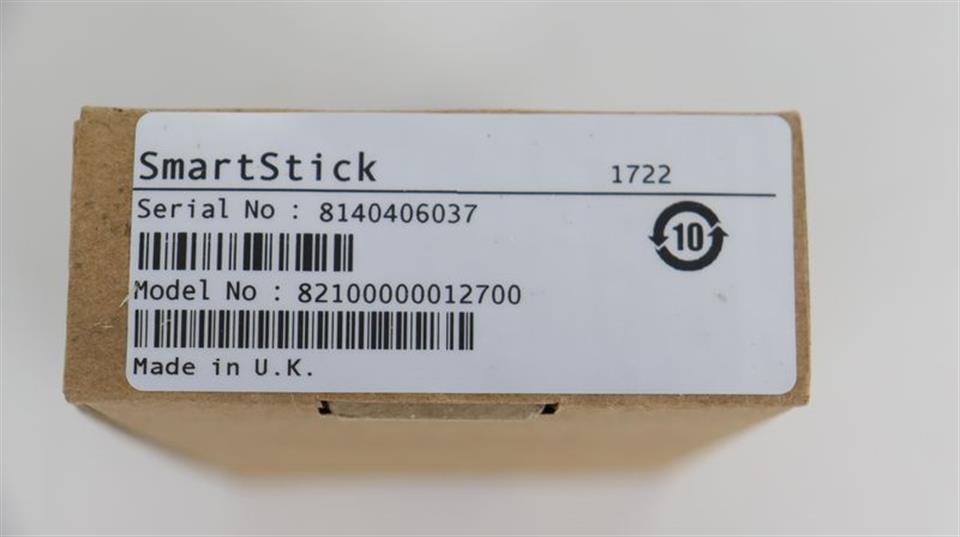 SmartStick 1722
Serial No : 8140406037
10
Model No : 82100000012700
Made in U.K.